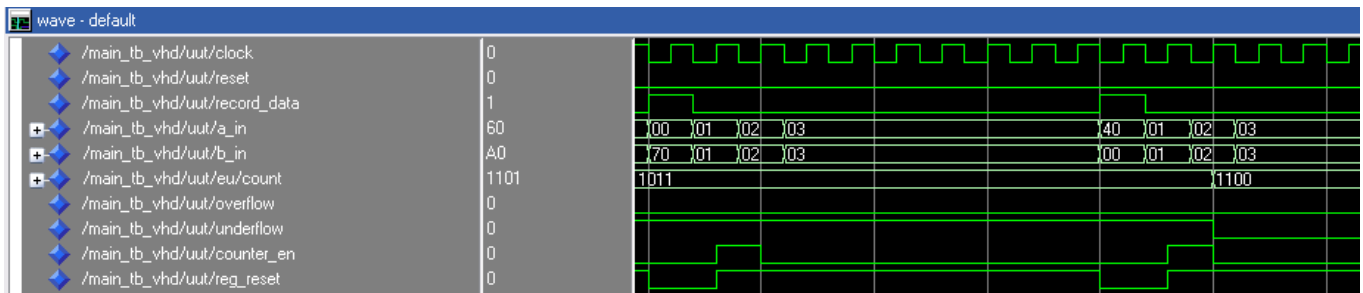 wave - default
/main_tb_vhd/uut/clock 0
/main_tb_vhd/uut/reset 0
/main_tb_vhd/uut/record_data 1
/main_tb_vhd/uut/a_in 60 00 01 02 03 40 01 02 03
/main_tb_vhd/uut/b_in A0 70 01 02 03 00 01 02 03
/main_tb_vhd/uut/eu/count 1101 1011 1100
/main_tb_vhd/uut/overflow 0
/main_tb_vhd/uut/underflow 0
/main_tb_vhd/uut/counter_en 0
/main_tb_vhd/uut/reg_reset 0